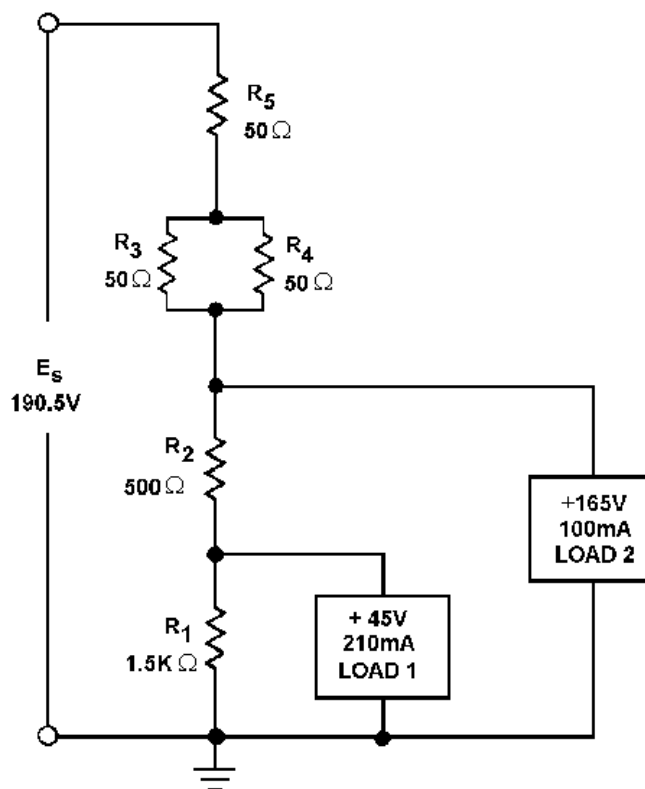 R5
50Ω
R3
50Ω
R4
50Ω
Es
190.5V
R2
500Ω
+165V
100mA
LOAD 2
R1
1.5KΩ
+ 45V
210mA
LOAD 1